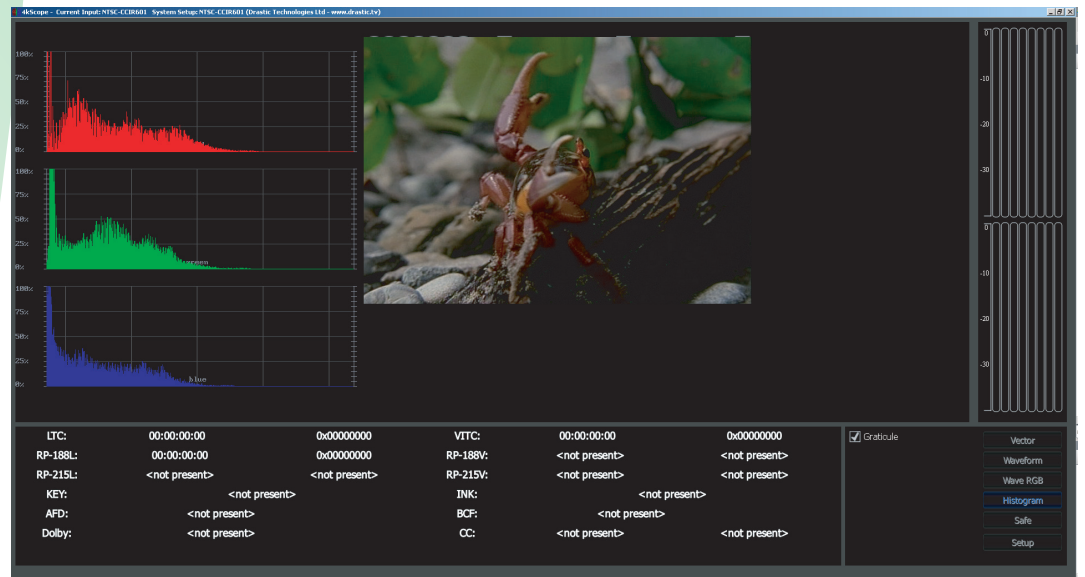 4kScope - Current Input: NTSC-CCIR601 System Setup: NTSC-CCIR601 (Drastic Technologies Ltd - www.drastic.tv)
100%
75%
50%
25%
0%
100%
75%
50%
25%
0%
green
100%
75%
50%
25%
0%
blue
0
-10
-20
-30
0
-10
-20
-30
LTC: 00:00:00:00 0x00000000 VITC: 00:00:00:00 0x00000000
RP-188L: 00:00:00:00 0x00000000 RP-188V: <not present> <not present>
RP-215L: <not present> <not present> RP-215V: <not present> <not present>
KEY: <not present> INK: <not present>
AFD: <not present> BCF: <not present>
Dolby: <not present> CC: <not present> <not present>
Graticule
Vector
Waveform
Wave RGB
Histogram
Safe
Setup